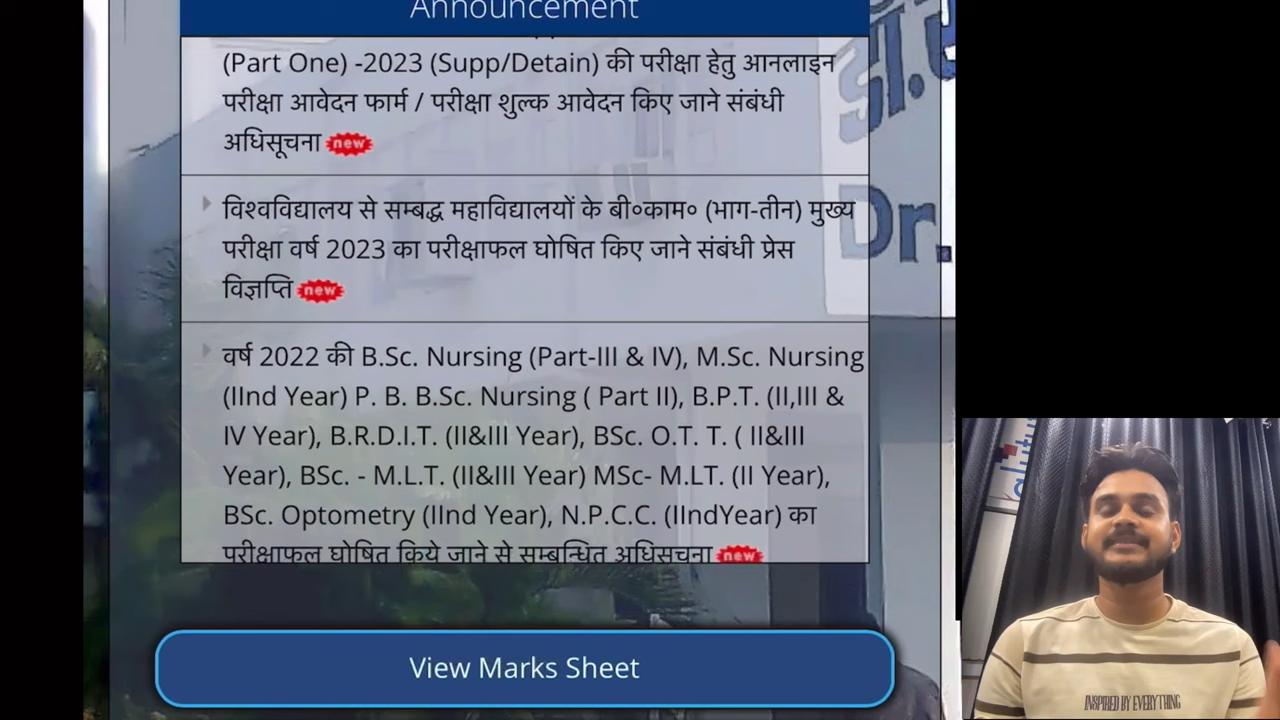 Announcement
(Part One) -2023 (Supp/Detain) की परीक्षा हेतु आनलाइन
परीक्षा आवेदन फार्म / परीक्षा शुल्क आवेदन किए जाने संबंधी
अधिसूचना new
विश्वविद्यालय से सम्बद्ध महाविद्यालयों के बी०काम० (भाग-तीन) मुख्य
परीक्षा वर्ष 2023 का परीक्षाफल घोषित किए जाने संबंधी प्रेस
विज्ञप्ति new
वर्ष 2022 की B.Sc. Nursing (Part-III & IV), M.Sc. Nursing
(IInd Year) P. B. B.Sc. Nursing ( Part II), B.P.T. (II,III &
IV Year), B.R.D.I.T. (II&III Year), BSc. O.T. T. ( II&III
Year), BSc. - M.L.T. (II&III Year) MSc- M.LT. (II Year),
BSc. Optometry (IInd Year), N.P.C.C. (IIndYear) का
परीक्षाफल घोषित किये जाने से सम्बन्धित अधिसूचना new
View Marks Sheet
डॉ.
Dr.
INSPIRED BY EVERYTHING